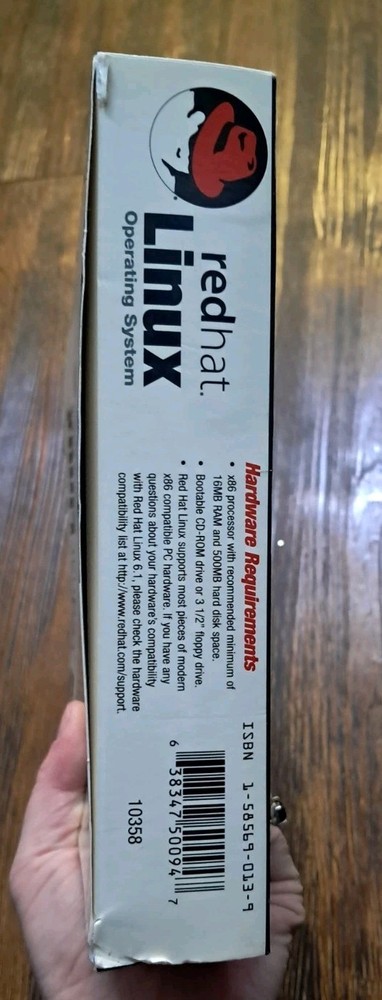 redhat.
Linux
Operating System
Hardware Requirements
• x86 processor with recommended minimum of
16MB RAM and 500MB hard disk space.
• Bootable CD-ROM drive or 3 1/2" floppy drive.
• Red Hat Linux supports most pieces of modern
x86 compatible PC hardware. If you have any
questions about your hardware's compatibility
with Red Hat Linux 6.1, please check the hardware
compatibility list at http://www.redhat.com/support.
ISBN 1-58569-013-9
6 38347 50094 7
10358